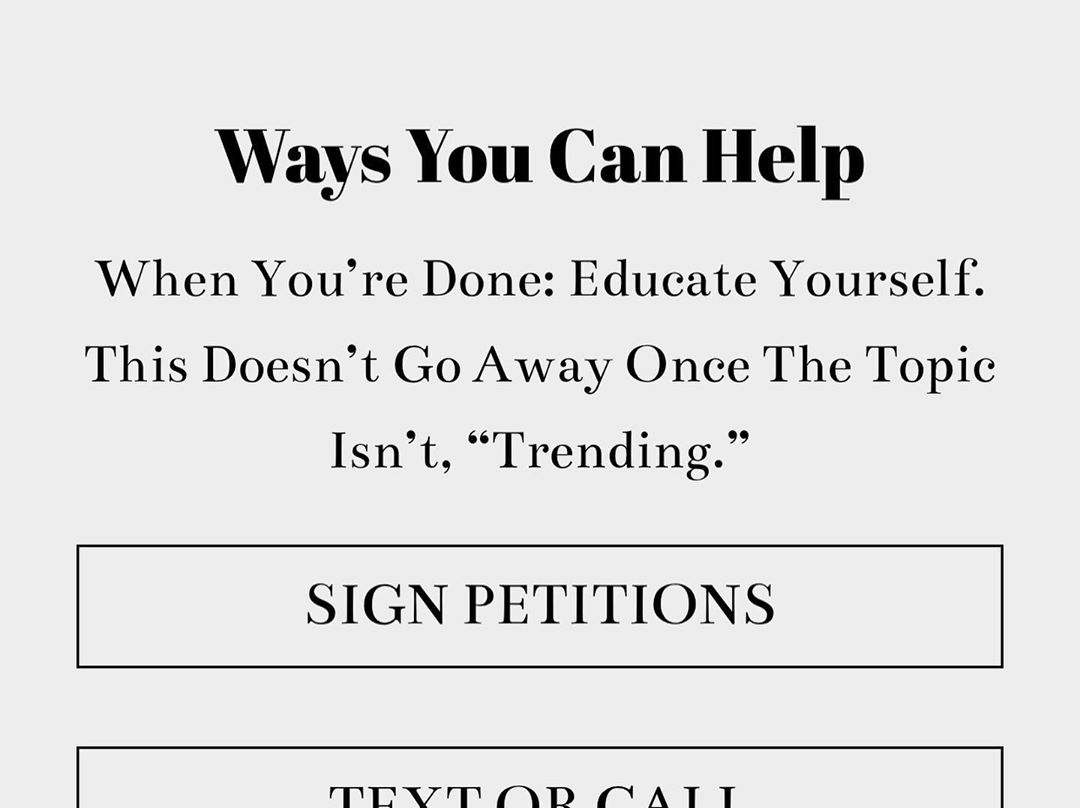 Ways You Can Help
When You’re Done: Educate Yourself.
This Doesn’t Go Away Once The Topic
Isn’t, “Trending.”
SIGN PETITIONS
TEXT OR CALL